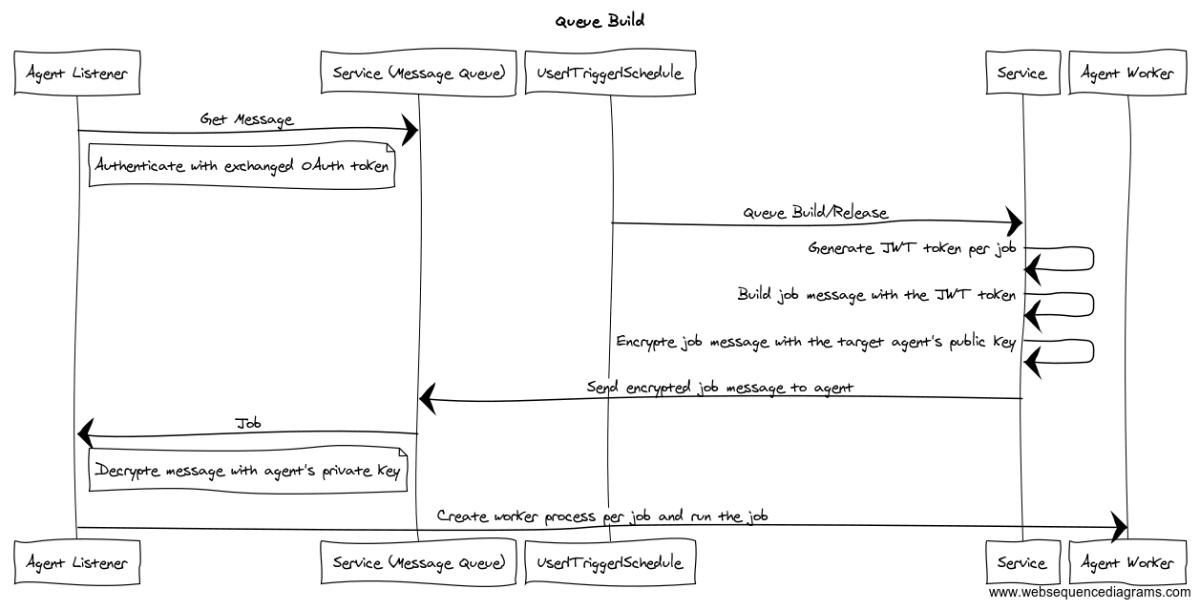 Queue Build
Agent Listener
Service (Message Queue)
User|Trigger|Schedule
Service
Agent Worker
Get Message
Authenticate with exchanged OAuth token
Queue Build/Release
Generate JWT token per job
Build job message with the JWT token
Encrypte job message with the target agent's public key
Send encrypted job message to agent
Job
Decrypte message with agent's private key
Create worker process per job and run the job
Agent Listener
Service (Message Queue)
User|Trigger|Schedule
Service
Agent Worker
www.websequencediagrams.com